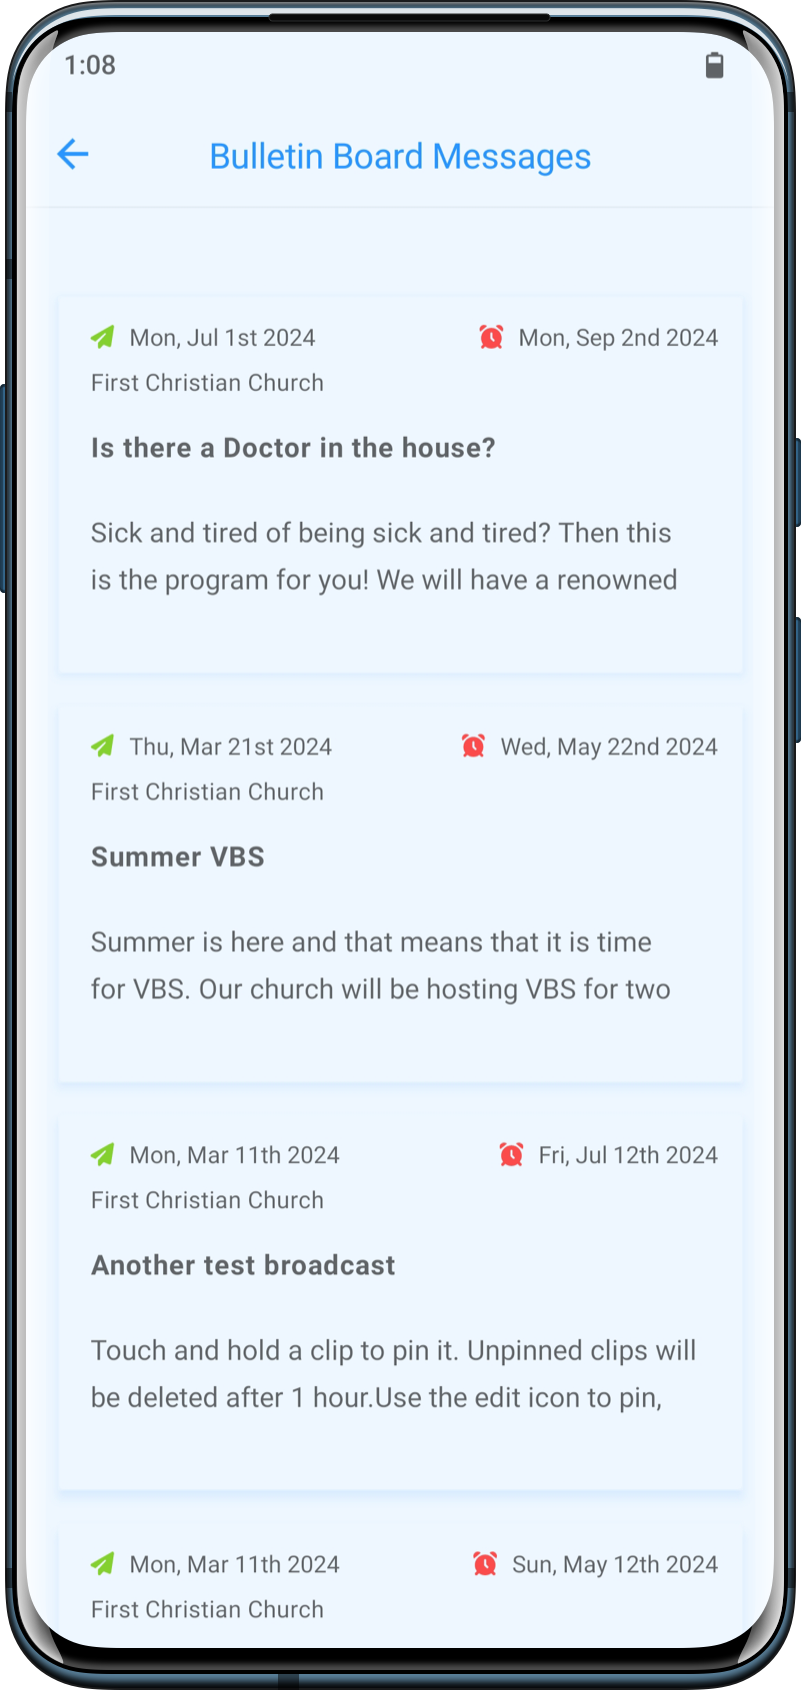 1:08
Bulletin Board Messages
Mon, Jul 1st 2024 Mon, Sep 2nd 2024
First Christian Church
Is there a Doctor in the house?
Sick and tired of being sick and tired? Then this
is the program for you! We will have a renowned
Thu, Mar 21st 2024 Wed, May 22nd 2024
First Christian Church
Summer VBS
Summer is here and that means that it is time
for VBS. Our church will be hosting VBS for two
Mon, Mar 11th 2024 Fri, Jul 12th 2024
First Christian Church
Another test broadcast
Touch and hold a clip to pin it. Unpinned clips will
be deleted after 1 hour.Use the edit icon to pin,
Mon, Mar 11th 2024 Sun, May 12th 2024
First Christian Church